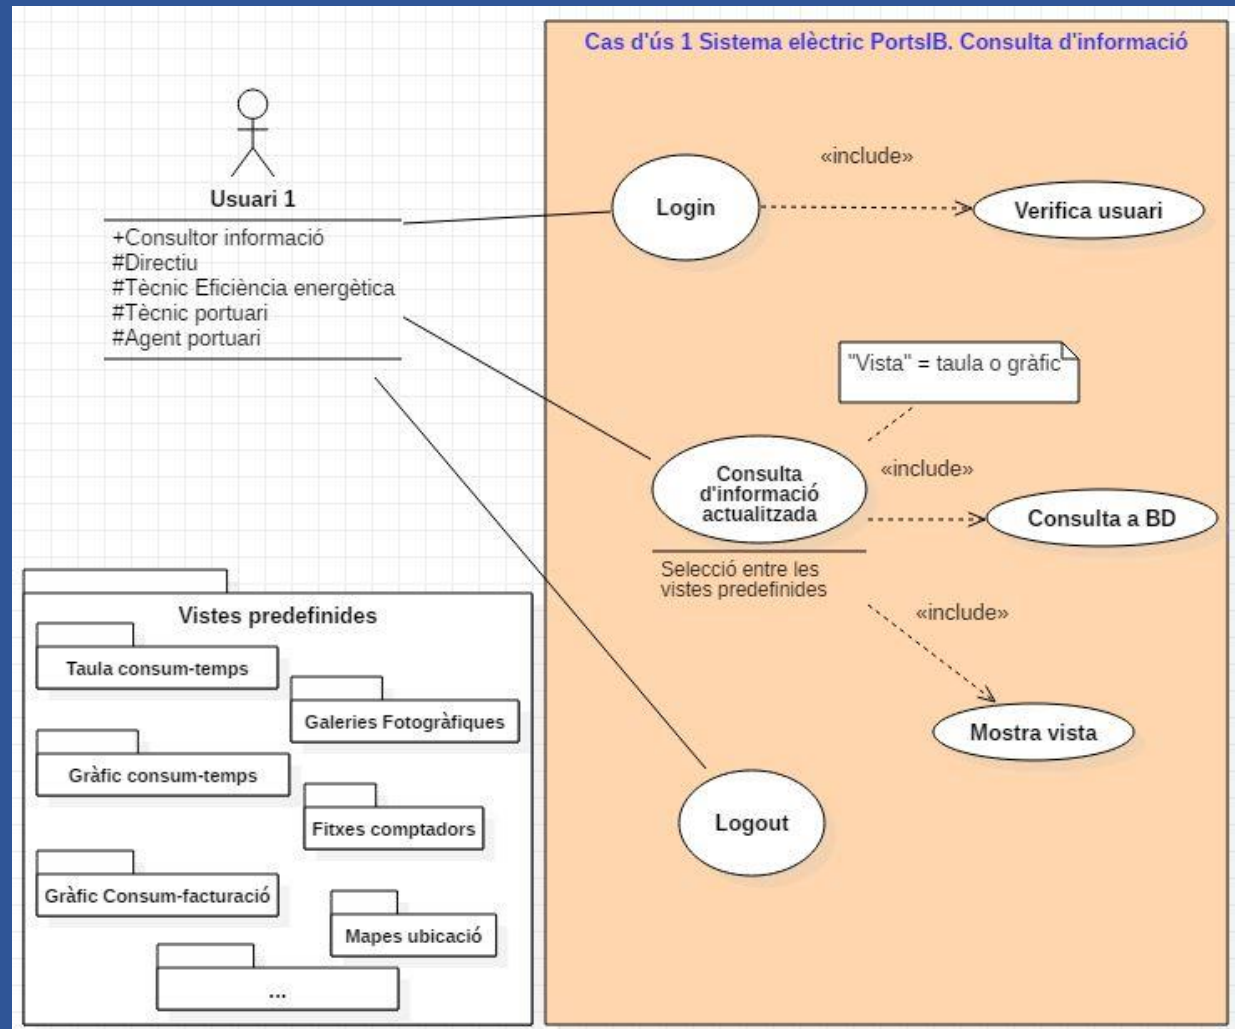 Cas d'ús 1 Sistema elèctric PortsIB. Consulta d'informació
Usuari 1
+Consultor informació
#Directiu
#Tècnic Eficiència energètica
#Tècnic portuari
#Agent portuari
Login
«include»
Verifica usuari
"Vista" = taula o gràfic
Consulta
d'informació
actualitzada
«include»
Consulta a BD
Selecció entre les
vistes predefinides
«include»
Mostra vista
Logout
Vistes predefinides
Taula consum-temps
Galeries Fotogràfiques
Gràfic consum-temps
Fitxes comptadors
Gràfic Consum-facturació
Mapes ubicació
...